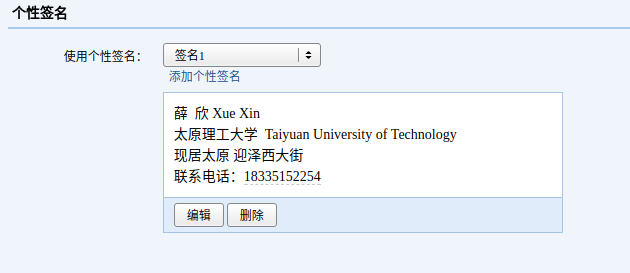 个性签名
使用个性签名：
签名1
添加个性签名
薛 欣 Xue Xin
太原理工大学 Taiyuan University of Technology
现居太原 迎泽西大街
联系电话：18335152254
编辑 删除